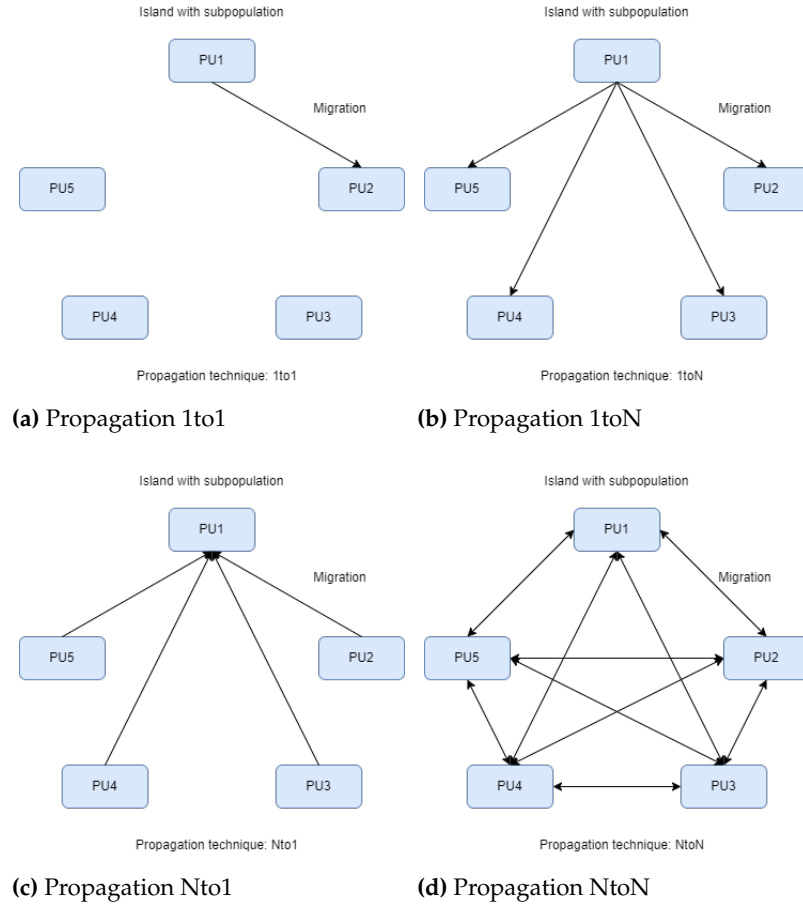 Island with subpopulation
PU1
Migration
PU5
PU2
PU4
PU3
Propagation technique: 1to1
(a) Propagation 1to1
Island with subpopulation
PU1
Migration
PU5
PU2
PU4
PU3
Propagation technique: 1toN
(b) Propagation 1toN
Island with subpopulation
PU1
Migration
PU5
PU2
PU4
PU3
Propagation technique: Nto1
(c) Propagation Nto1
Island with subpopulation
PU1
Migration
PU5
PU2
PU4
PU3
Propagation technique: NtoN
(d) Propagation NtoN